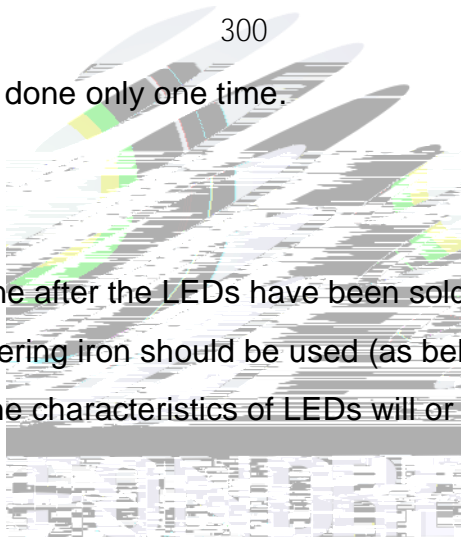 300
done only one time.
ne after the LEDs have been sold
ering iron should be used (as bel
ne characteristics of LEDs will or